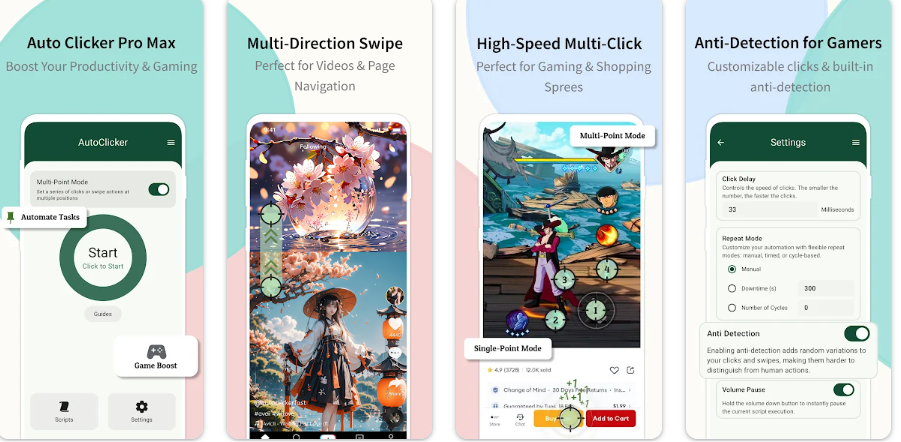 Auto Clicker Pro Max
Boost Your Productivity & Gaming
AutoClicker
Multi-Point Mode
Set a series of clicks or swipe actions at
multiple positions
Automate Tasks
Start
Click to Start
Guides
Game Boost
Scripts
Settings
Multi-Direction Swipe
Perfect for Videos & Page
Navigation
Following
High-Speed Multi-Click
Perfect for Gaming & Shopping
Sprees
Multi-Point Mode
4
3
2
1
Single-Point Mode
4.9 (3728)
12.0K sold
Change of Mind - 30 Days Returns
$1.99
+1
Store
Chat
Add to Cart
Anti-Detection for Gamers
Customizable clicks & built-in
anti-detection
Settings
Click Delay
Controls the speed of clicks. The smaller the
number, the faster the clicks.
33
Milliseconds
Repeat Mode
Customize your automation with flexible repeat
modes: manual, timed, or cycle-based.
Manual
Downtime (s)
300
Number of Cycles
0
Anti Detection
Enabling anti-detection adds random variations to
your clicks and swipes, making them harder to
distinguish from human actions.
Volume Pause
Hold the volume down button to instantly pause
the current script execution.